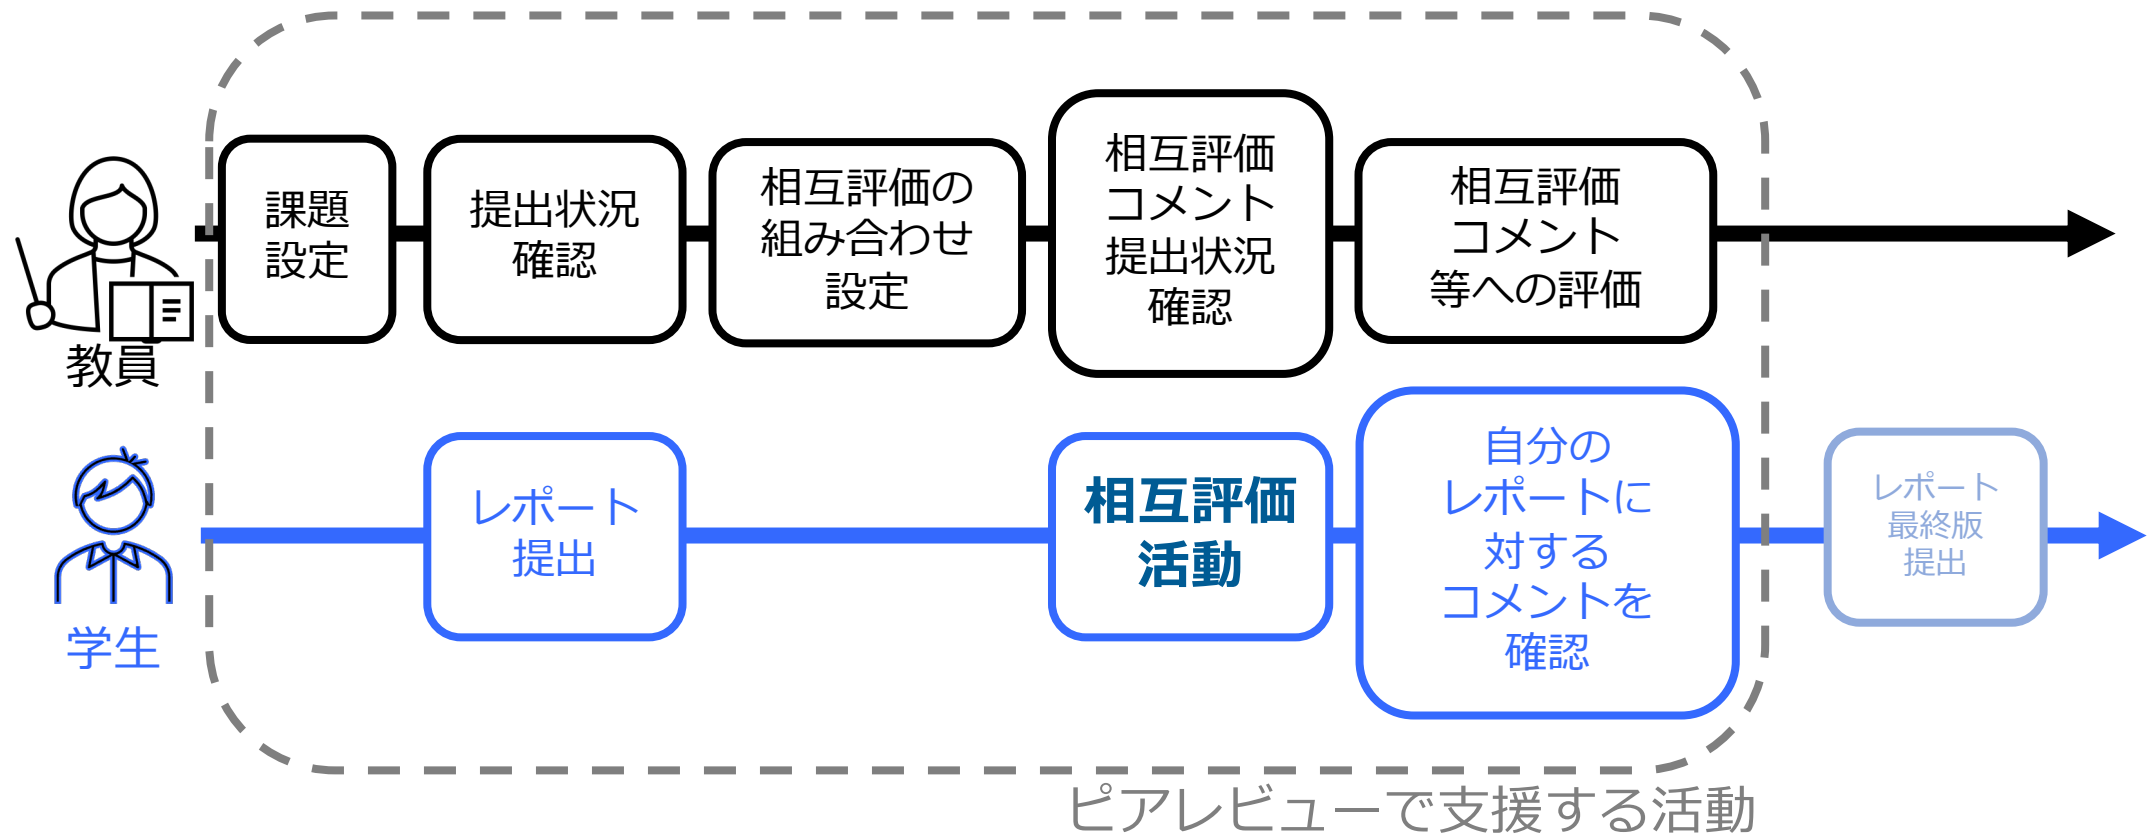 課題
設定
提出状況
確認
相互評価の
組み合わせ
設定
相互評価
コメント
提出状況
確認
相互評価
コメント
等への評価
教員
レポート
提出
相互評価
活動
自分の
レポートに
対する
コメントを
確認
レポート
最終版
提出
学生
ピアレビューで支援する活動